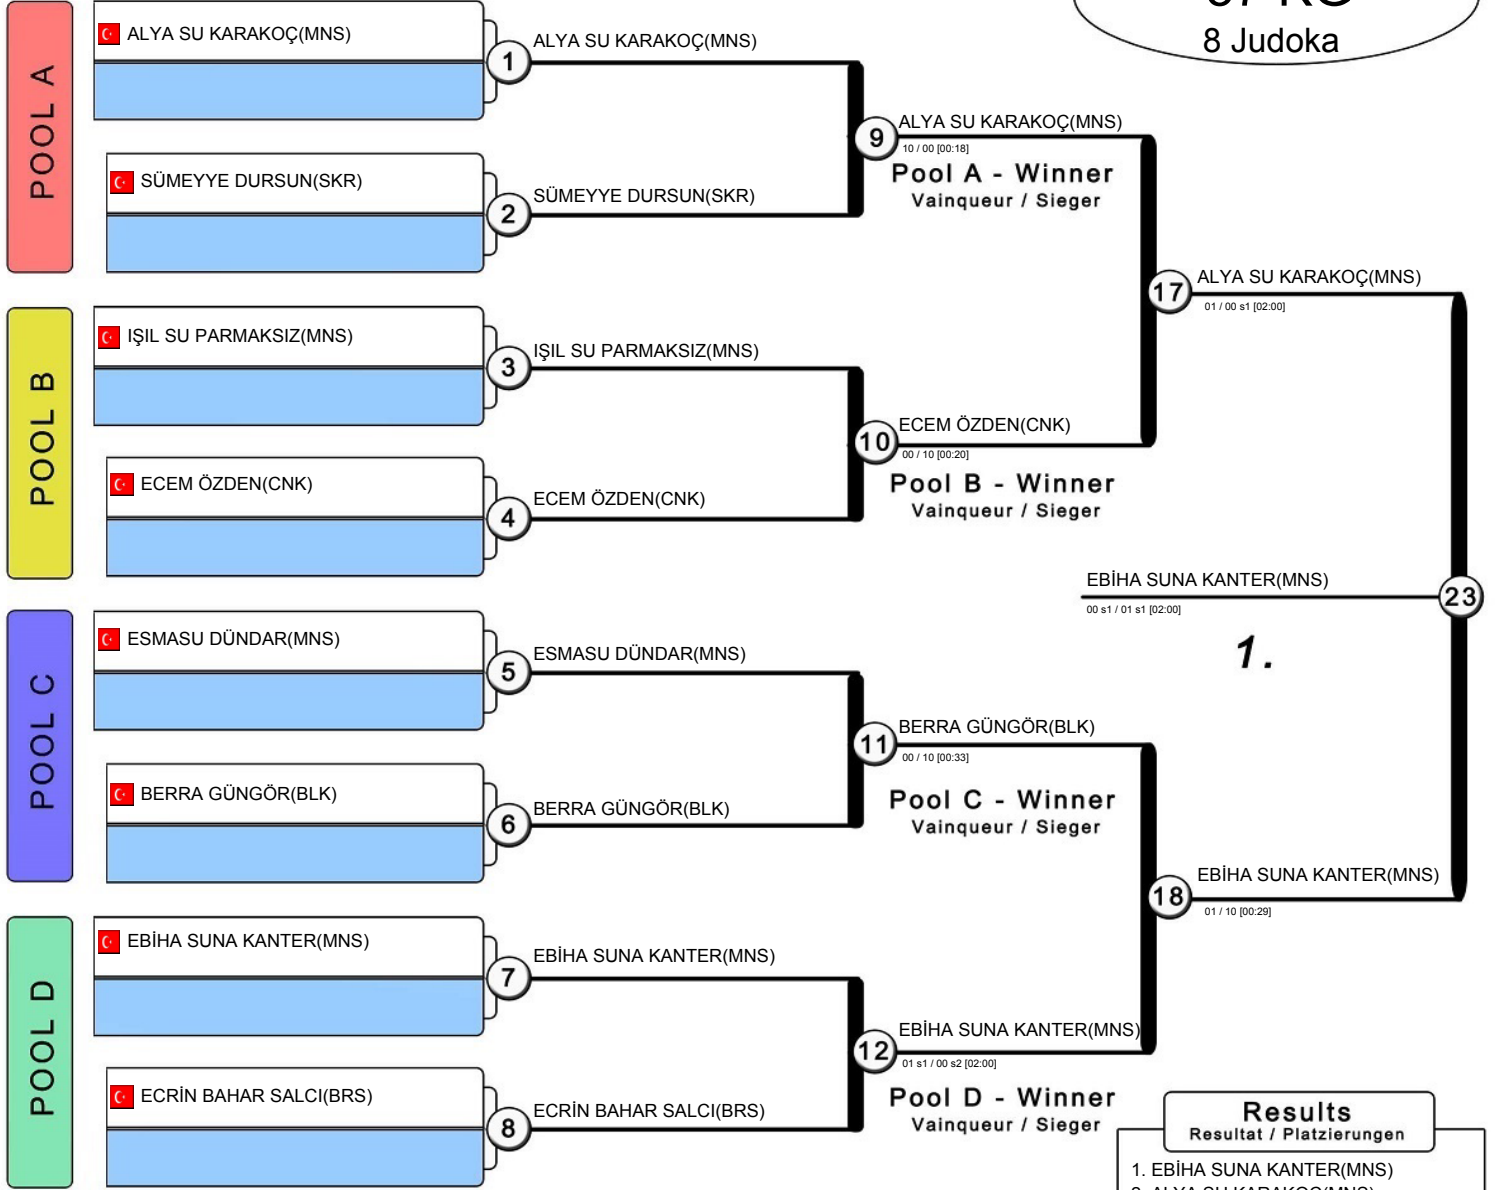 8 Judoka
POOL A
ALYA SU KARAKOÇ(MNS)
1
ALYA SU KARAKOÇ(MNS)
SÜMEYYE DURSUN(SKR)
2
SÜMEYYE DURSUN(SKR)
9
ALYA SU KARAKOÇ(MNS)
10 / 00 [00:18]
Pool A - Winner
Vainqueur / Sieger
POOL B
IŞIL SU PARMAKSIZ(MNS)
3
IŞIL SU PARMAKSIZ(MNS)
ECEM ÖZDEN(CNK)
4
ECEM ÖZDEN(CNK)
10
ECEM ÖZDEN(CNK)
00 / 10 [00:20]
Pool B - Winner
Vainqueur / Sieger
17
ALYA SU KARAKOÇ(MNS)
01 / 00 s1 [02:00]
POOL C
ESMASU DÜNDAR(MNS)
5
ESMASU DÜNDAR(MNS)
BERRA GÜNGÖR(BLK)
6
BERRA GÜNGÖR(BLK)
11
BERRA GÜNGÖR(BLK)
00 / 10 [00:33]
Pool C - Winner
Vainqueur / Sieger
POOL D
EBİHA SUNA KANTER(MNS)
7
EBİHA SUNA KANTER(MNS)
ECRİN BAHAR SALCI(BRS)
8
ECRİN BAHAR SALCI(BRS)
12
EBİHA SUNA KANTER(MNS)
01 s1 / 00 s2 [02:00]
Pool D - Winner
Vainqueur / Sieger
18
EBİHA SUNA KANTER(MNS)
01 / 10 [00:29]
EBİHA SUNA KANTER(MNS)
23
00 s1 / 01 s1 [02:00]
1.
Results
Resultat / Platzierungen
1. EBİHA SUNA KANTER(MNS)
2. ALYA SU KARAKOÇ(MNS)